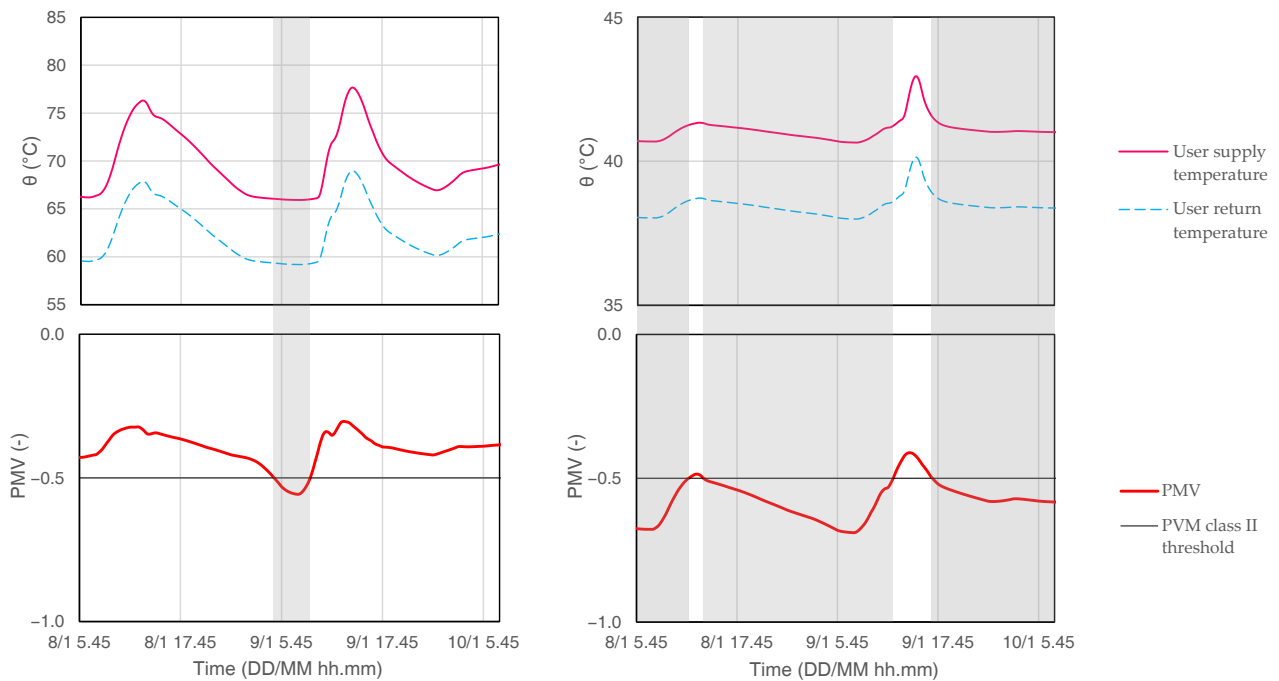 85
80
75
70
65
60
55
θ (°C)
45
40
35
θ (°C)
User supply
temperature
User return
temperature
0.0
−0.5
−1.0
PMV (-)
8/1 5.45
8/1 17.45
9/1 5.45
9/1 17.45
10/1 5.45
Time (DD/MM hh.mm)
0.0
−0.5
−1.0
PMV (-)
8/1 5.45
8/1 17.45
9/1 5.45
9/1 17.45
10/1 5.45
Time (DD/MM hh.mm)
PMV
PVM class II
threshold